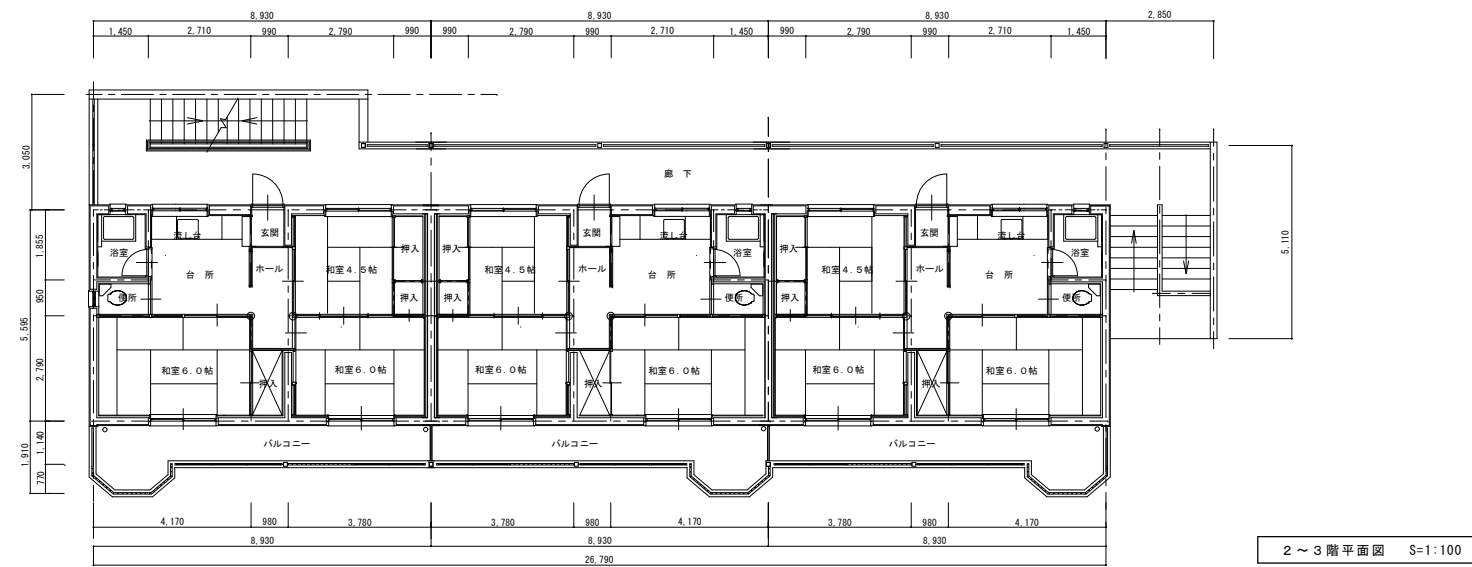 8,930 8,930 8,930 2,850
1,450 2,710 990 2,790 990 990 2,790 990 2,710 1,450 990 2,790 990 2,710 1,450
3,050
廊 下
5,110
玄関 玄関 玄関
流し台 流し台 流し台
浴室 押入 押入 浴室 押入 浴室
1,855
ホール ホール ホール
台 所 和室4.5帖 和室4.5帖 台 所 和室4.5帖 台 所
950
便所 押入 押入 便所 押入 便所
5,595
2,790
和室6.0帖 和室6.0帖 和室6.0帖 和室6.0帖 和室6.0帖 和室6.0帖
押入 押入 押入
1,910
1,140
バルコニー バルコニー バルコニー
770
4,170 980 3,780 3,780 980 4,170 3,780 980 4,170
8,930 8,930 8,930
26,790
2~3階平面図 S=1:100